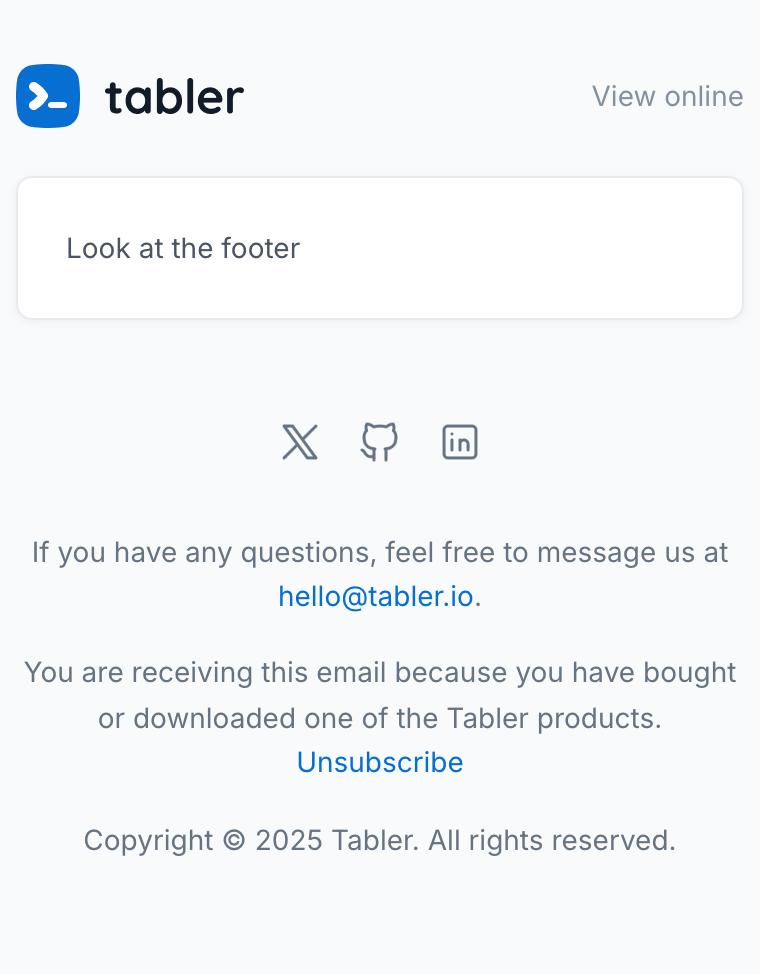 tabler
View online
Look at the footer
If you have any questions, feel free to message us at
hello@tabler.io.
You are receiving this email because you have bought
or downloaded one of the Tabler products.
Unsubscribe
Copyright © 2025 Tabler. All rights reserved.